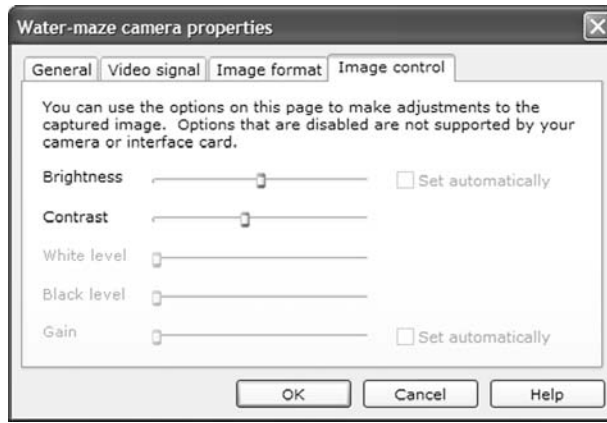 Water-maze camera properties
General Video signal Image format Image control
You can use the options on this page to make adjustments to the
captured image. Options that are disabled are not supported by your
camera or interface card.
Brightness Set automatically
Contrast
White level
Black level
Gain Set automatically
OK Cancel Help